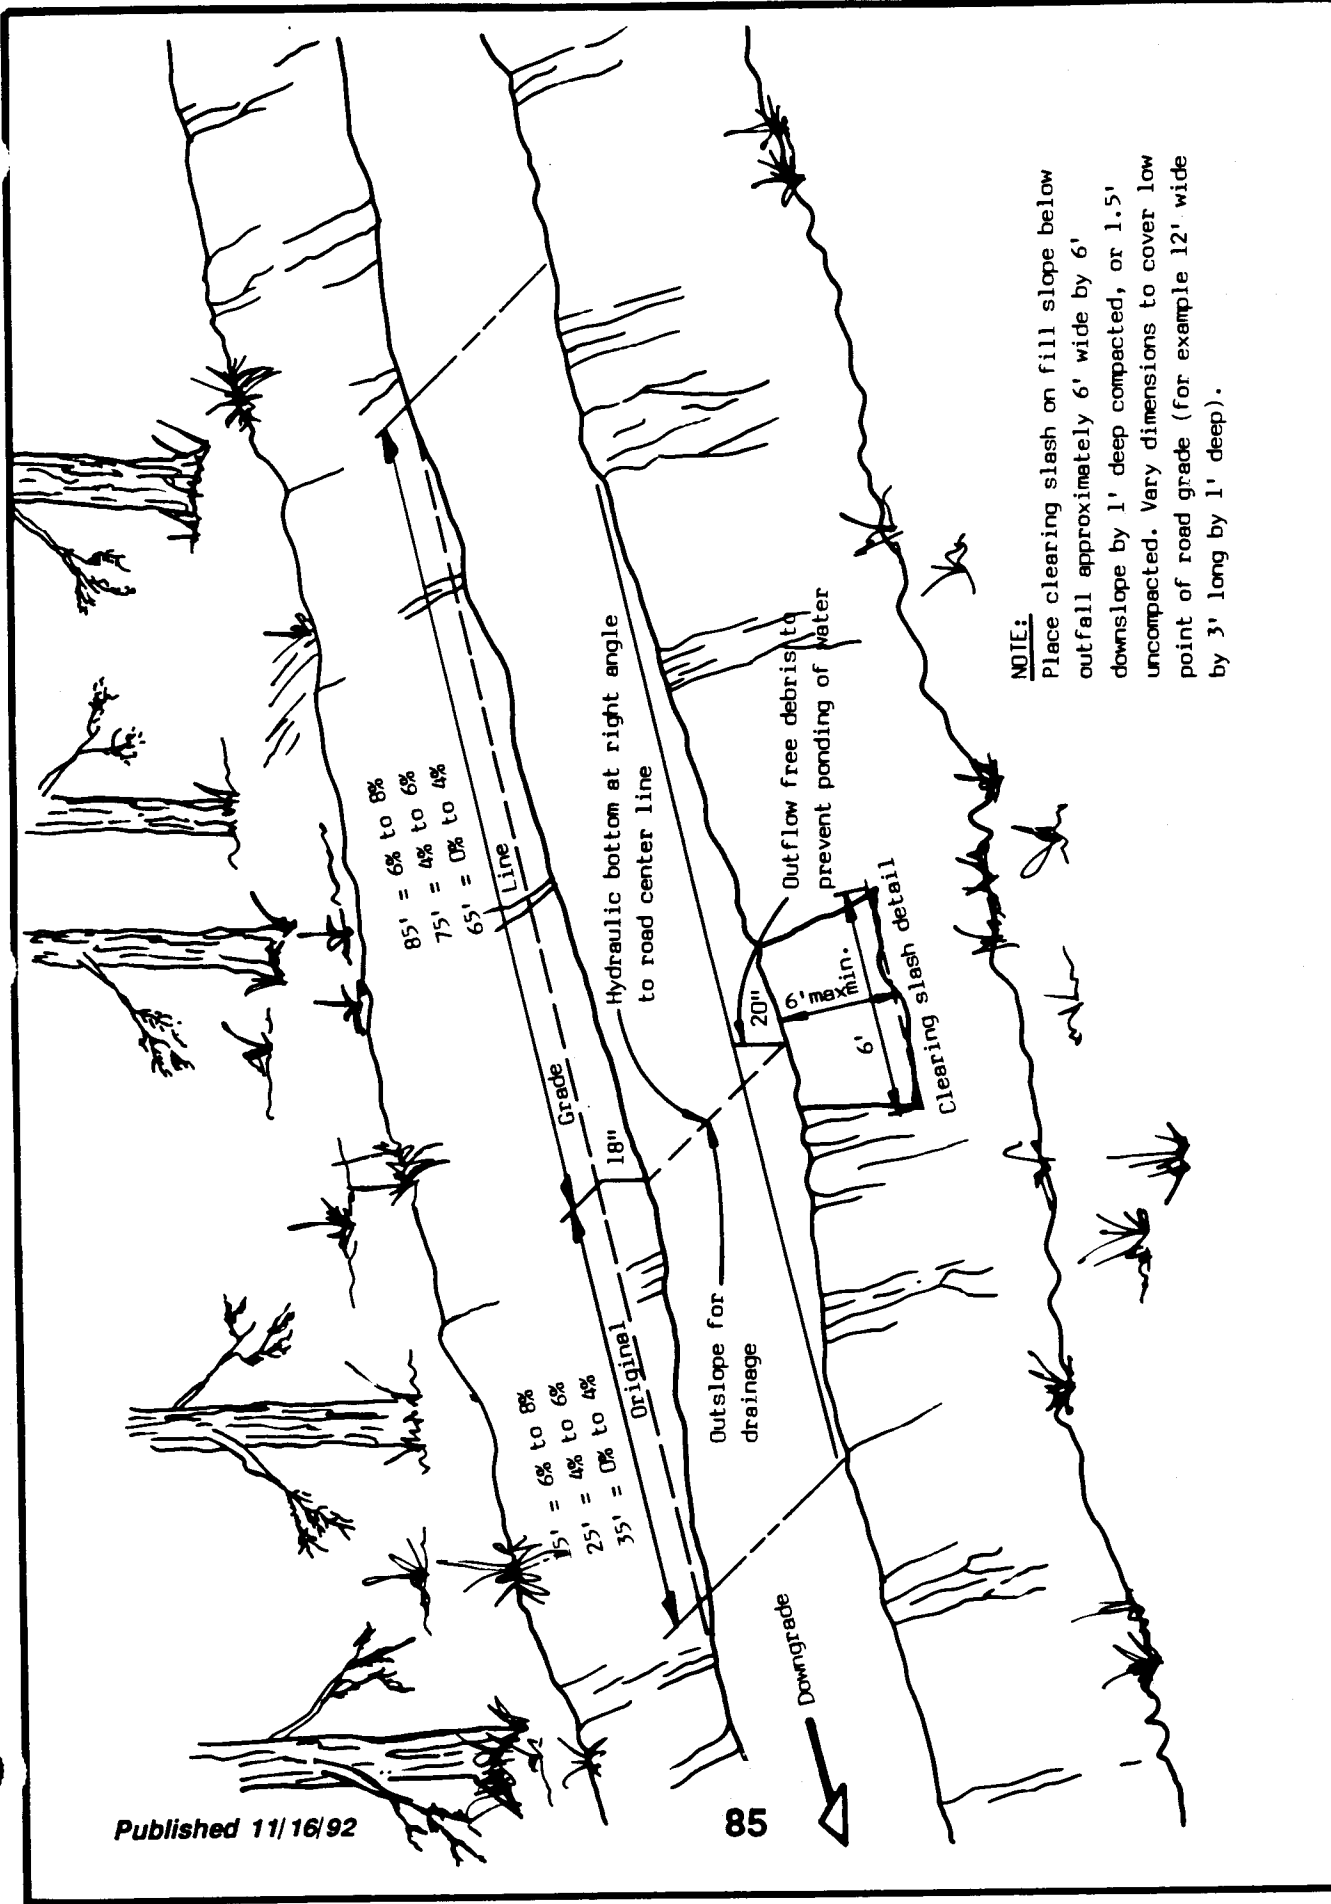 85' = 6% to 8%
75' = 4% to 6%
65' = 0% to 4%
15' = 6% to 8%
25' = 4% to 6%
35' = 0% to 4%
Original Grade Line
18"
Hydraulic bottom at right angle
to road center line
Outslope for
drainage
Outflow free debris to
prevent ponding of water
20"
6' max
6' min.
Clearing slash detail
Downgrade
NOTE:
Place clearing slash on fill slope below
outfall approximately 6' wide by 6'
downslope by 1' deep compacted, or 1.5'
uncompacted. Vary dimensions to cover low
point of road grade (for example 12' wide
by 3' long by 1' deep).
Published 11/16/92
85